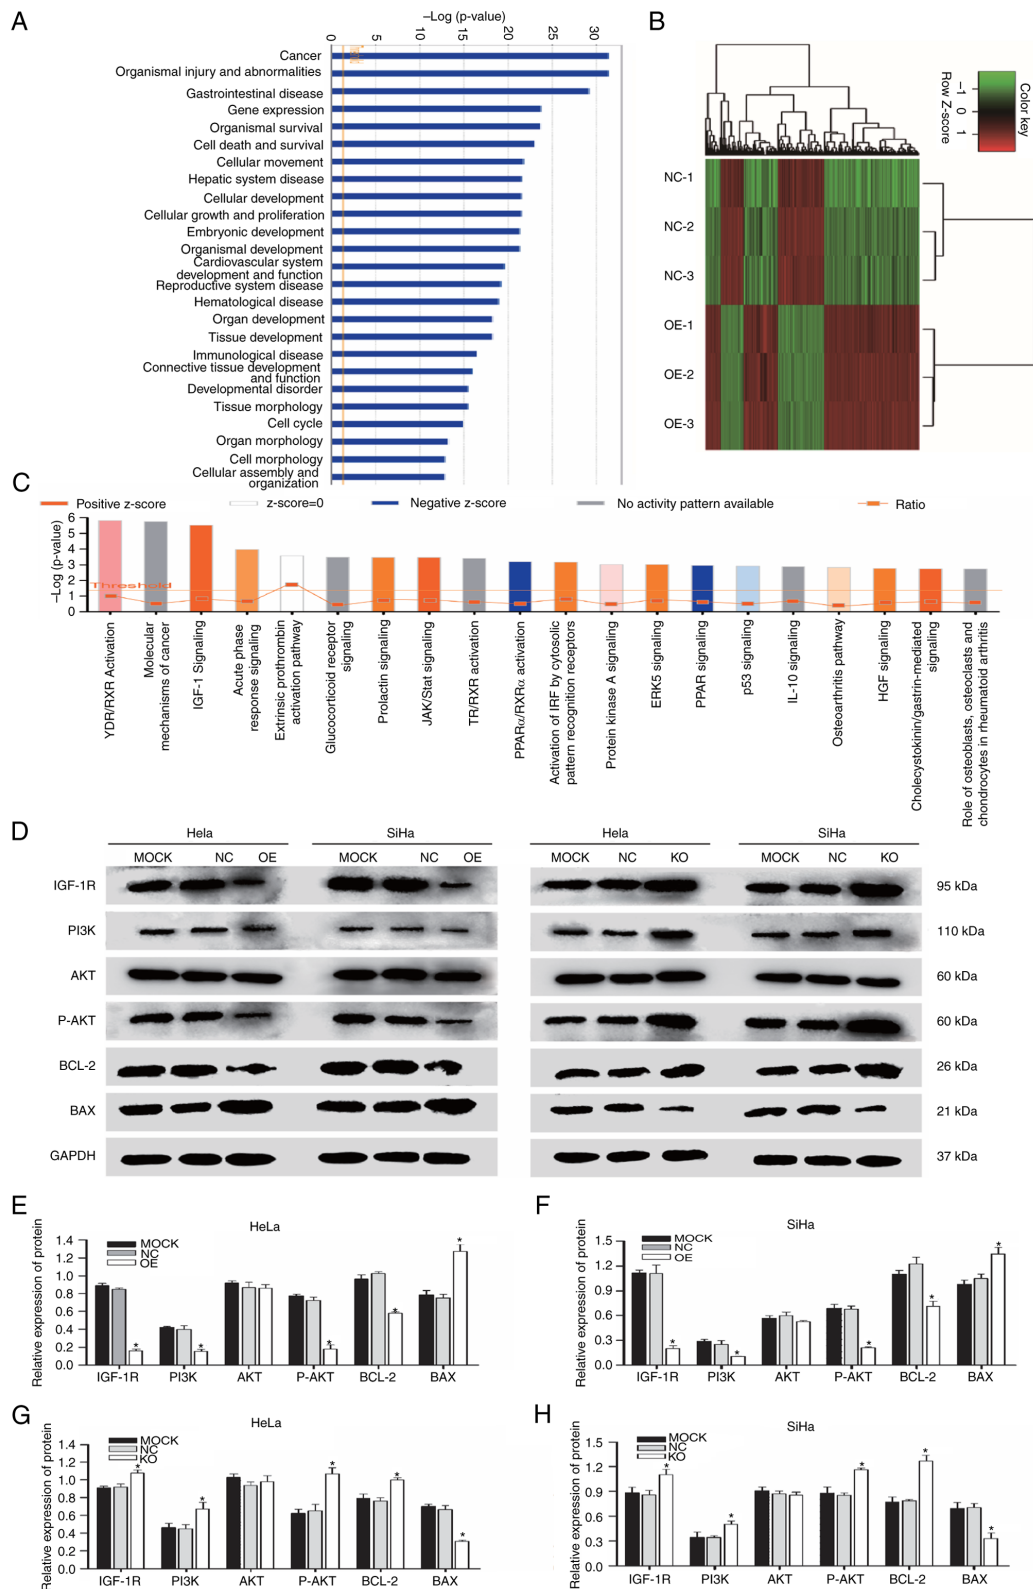 A
–Log (p-value)
0 5 10 15 20 25 30
Cancer
Organismal injury and abnormalities
Gastrointestinal disease
Gene expression
Organismal survival
Cell death and survival
Cellular movement
Hepatic system disease
Cellular development
Cellular growth and proliferation
Embryonic development
Organismal development
Cardiovascular system
development and function
Reproductive system disease
Hematological disease
Organ development
Tissue development
Immunological disease
Connective tissue development
and function
Developmental disorder
Tissue morphology
Cell cycle
Organ morphology
Cell morphology
Cellular assembly and
organization
B
Color key
–1 0 1
Row Z-score
NC-1
NC-2
NC-3
OE-1
OE-2
OE-3
C
Positive z-score z-score=0 Negative z-score No activity pattern available Ratio
–Log (p-value)
6
5
4
3
2
1
0
Threshold
YDR/RXR Activation
Molecular
mechanisms of cancer
IGF-1 Signaling
Acute phase
response signaling
Extrinsic prothrombin
activation pathway
Glucocorticoid receptor
signaling
Prolactin signaling
JAK/Stat signaling
TR/RXR activation
PPARα/RXRα activation
Activation of IRF by cytosolic
pattern recognition receptors
Protein kinase A signaling
ERK5 signaling
PPAR signaling
p53 signaling
IL-10 signaling
Osteoarthritis pathway
HGF signaling
Cholecystokinin/gastrin-mediated
signaling
Role of osteoblasts, osteoclasts and
chondrocytes in rheumatoid arthritis
D
Hela SiHa Hela SiHa
MOCK NC OE MOCK NC OE MOCK NC KO MOCK NC KO
IGF-1R 95 kDa
PI3K 110 kDa
AKT 60 kDa
P-AKT 60 kDa
BCL-2 26 kDa
BAX 21 kDa
GAPDH 37 kDa
E
HeLa
Relative expression of protein
1.4
1.2
1.0
0.8
0.6
0.4
0.2
0.0
MOCK
NC
OE
* * * * *
IGF-1R PI3K AKT P-AKT BCL-2 BAX
F
SiHa
Relative expression of protein
1.5
1.2
0.9
0.6
0.3
0.0
MOCK
NC
OE
* * * * *
IGF-1R PI3K AKT P-AKT BCL-2 BAX
G
HeLa
Relative expression of protein
1.4
1.2
1.0
0.8
0.6
0.4
0.2
0.0
MOCK
NC
KO
* * * * *
IGF-1R PI3K AKT P-AKT BCL-2 BAX
H
SiHa
Relative expression of protein
1.5
1.2
0.9
0.6
0.3
0.0
MOCK
NC
KO
* * * * *
IGF-1R PI3K AKT P-AKT BCL-2 BAX